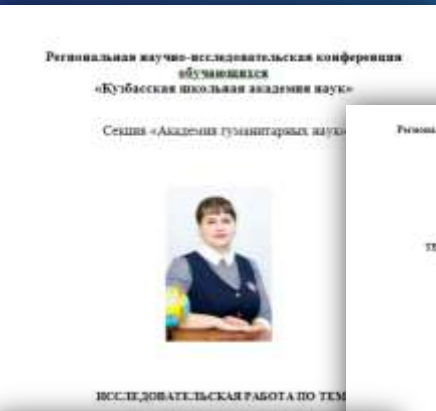 Региональная научно-исследовательская конференция
обучающихся
«Кузбасская школьная академия наук»
Секция «Академия гуманитарных наук»
ИССЛЕДОВАТЕЛЬСКАЯ РАБОТА ПО ТЕМ